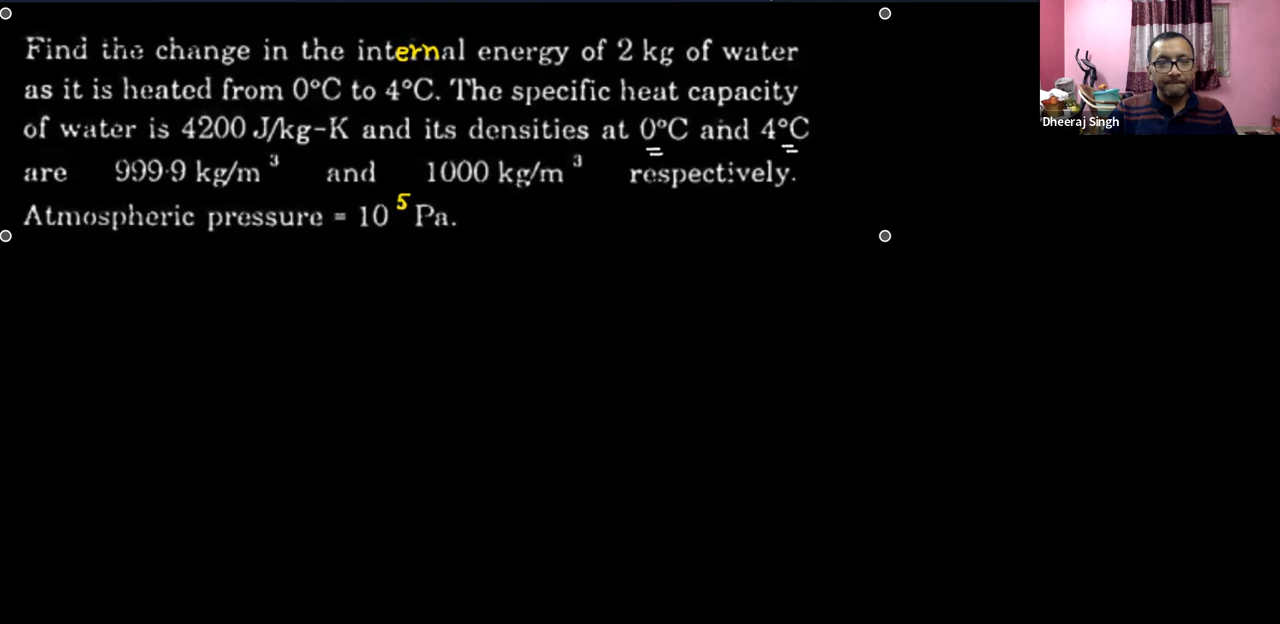 Find the change in the internal energy of 2 kg of water
as it is heated from 0°C to 4°C. The specific heat capacity
of water is 4200 J/kg-K and its densities at 0°C and 4°C
are 999·9 kg/m³ and 1000 kg/m³ respectively.
Atmospheric pressure = 10⁵ Pa.
Dheeraj Singh